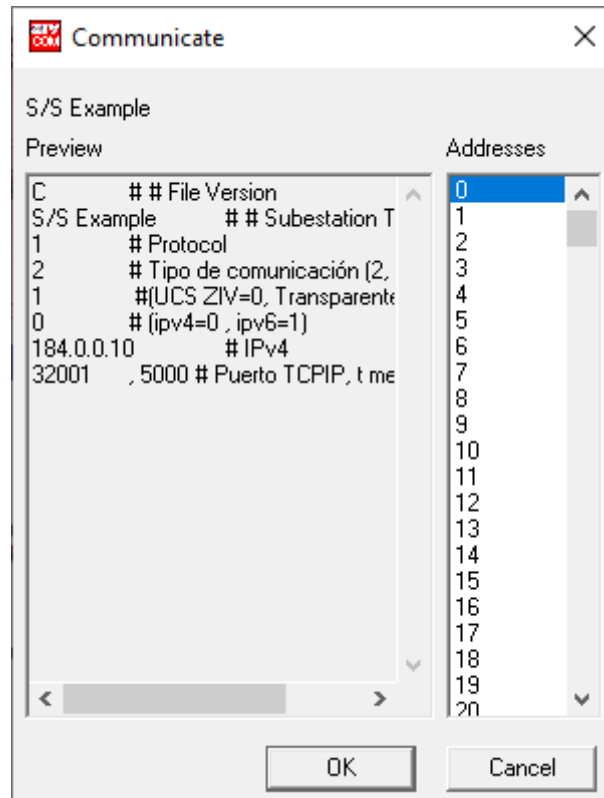 Communicate
S/S Example
Preview
Addresses
C # # File Version
S/S Example # # Subestation T
1 # Protocol
2 # Tipo de comunicación (2,
1 #(UCS ZIV=0, Transparente
0 # (ipv4=0 , ipv6=1)
184.0.0.10 # IPv4
32001 , 5000 # Puerto TCPIP, t me
0
1
2
3
4
5
6
7
8
9
10
11
12
13
14
15
16
17
18
19
20
OK
Cancel